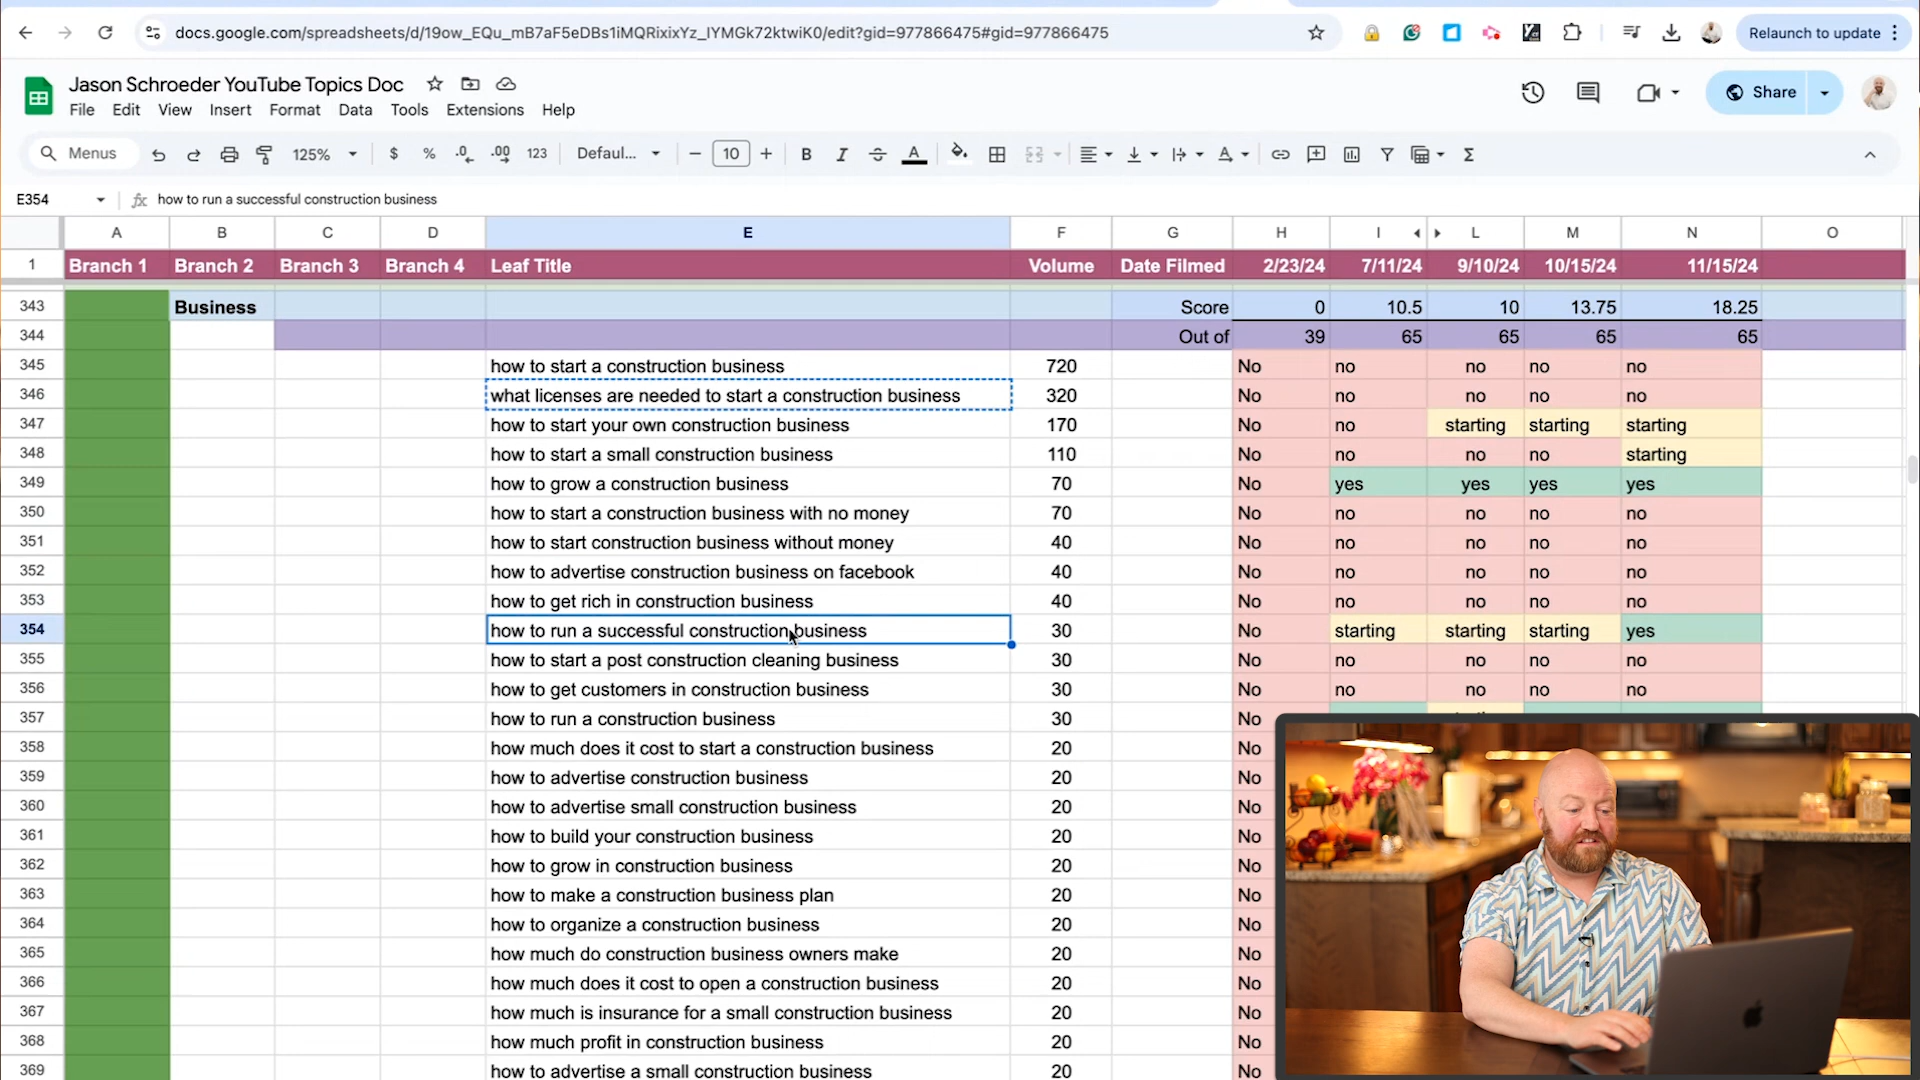 docs.google.com/spreadsheets/d/19ow_EQu_mB7aF5eDBs1iMQRixixYz_IYMGk72ktwiK0/edit?gid=977866475#gid=977866475
Relaunch to update
Jason Schroeder YouTube Topics Doc
File Edit View Insert Format Data Tools Extensions Help
Share
Menus 125% $ % .0 .00 123 Defaul... 10 B I A Σ
E354 fx how to run a successful construction business
A B C D E F G H I L M N O
1 Branch 1 Branch 2 Branch 3 Branch 4 Leaf Title Volume Date Filmed 2/23/24 7/11/24 9/10/24 10/15/24 11/15/24
343 Business Score 0 10.5 10 13.75 18.25
344 Out of 39 65 65 65 65
345 how to start a construction business 720 No no no no no
346 what licenses are needed to start a construction business 320 No no no no no
347 how to start your own construction business 170 No no starting starting starting
348 how to start a small construction business 110 No no no no starting
349 how to grow a construction business 70 No yes yes yes yes
350 how to start a construction business with no money 70 No no no no no
351 how to start construction business without money 40 No no no no no
352 how to advertise construction business on facebook 40 No no no no no
353 how to get rich in construction business 40 No no no no no
354 how to run a successful construction business 30 No starting starting starting yes
355 how to start a post construction cleaning business 30 No no no no no
356 how to get customers in construction business 30 No no no no no
357 how to run a construction business 30 No
358 how much does it cost to start a construction business 20 No
359 how to advertise construction business 20 No
360 how to advertise small construction business 20 No
361 how to build your construction business 20 No
362 how to grow in construction business 20 No
363 how to make a construction business plan 20 No
364 how to organize a construction business 20 No
365 how much do construction business owners make 20 No
366 how much does it cost to open a construction business 20 No
367 how much is insurance for a small construction business 20 No
368 how much profit in construction business 20 No
369 how to advertise a small construction business 20 No